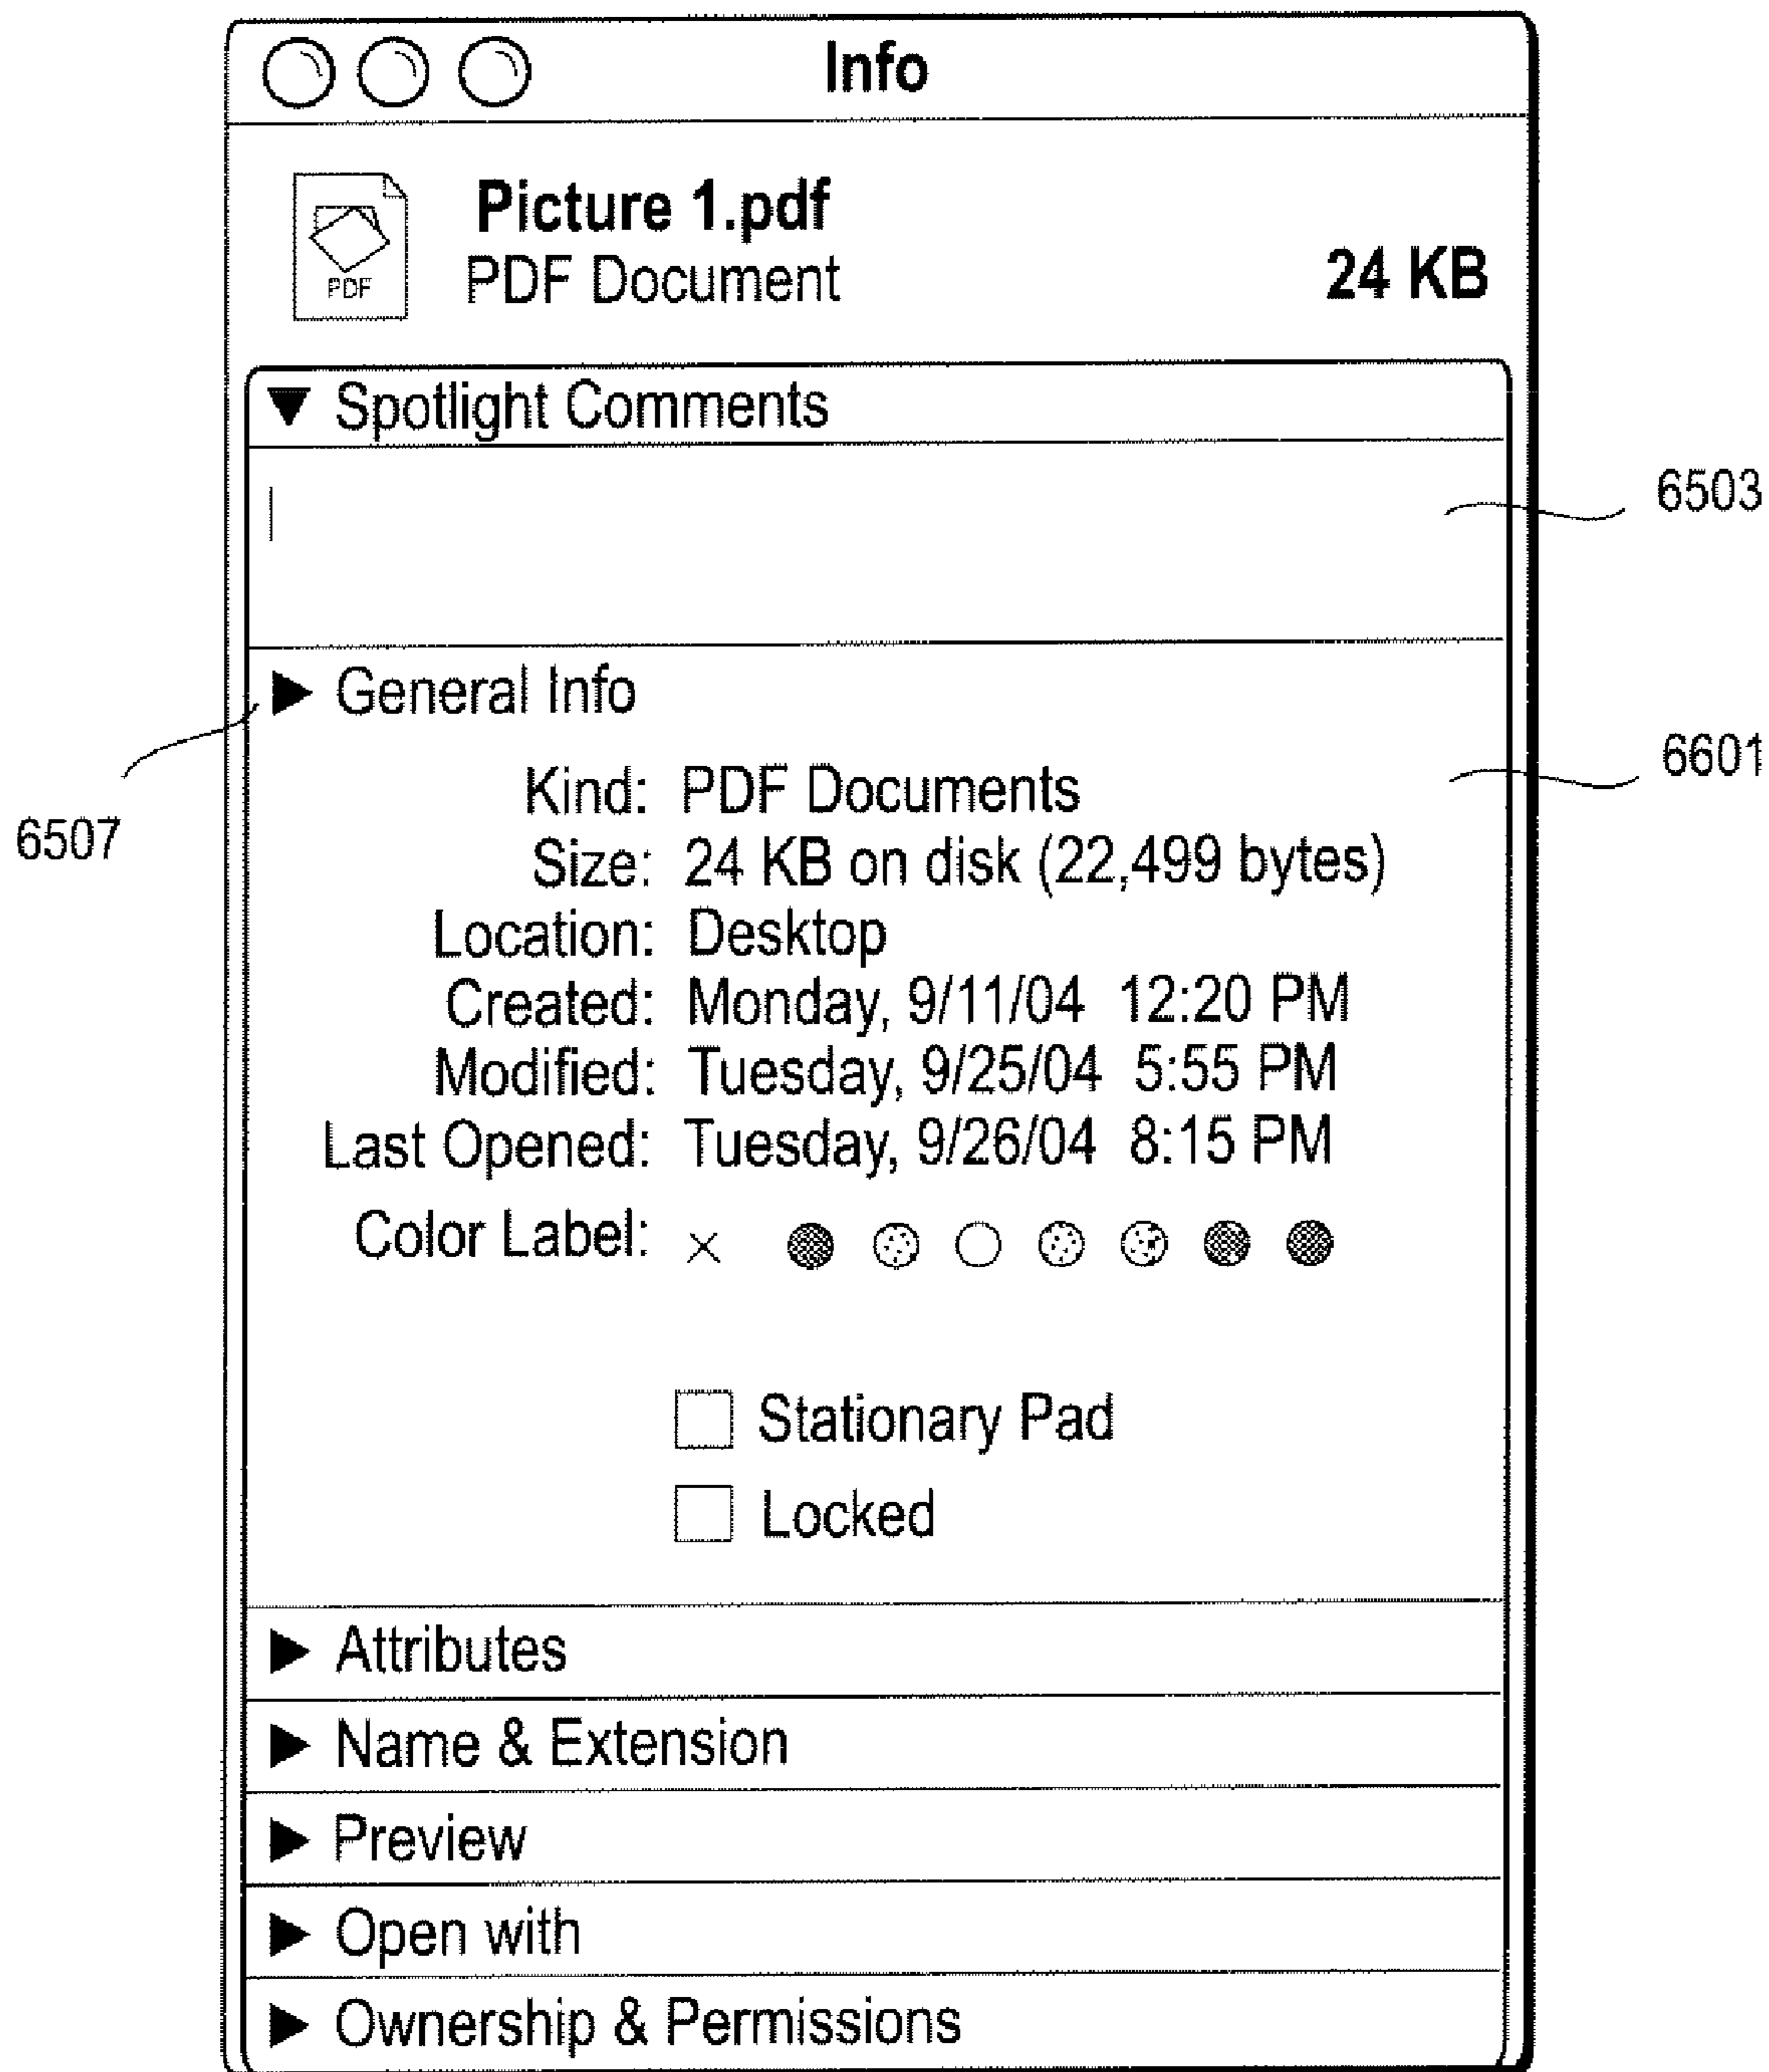 Info
Picture 1.pdf
PDF
PDF Document
24 KB
Spotlight Comments
6503
General Info
6601
6507
Kind: PDF Documents
Size: 24 KB on disk (22,499 bytes)
Location: Desktop
Created: Monday, 9/11/04 12:20 PM
Modified: Tuesday, 9/25/04 5:55 PM
Last Opened: Tuesday, 9/26/04 8:15 PM
Color Label:
Stationary Pad
Locked
Attributes
Name & Extension
Preview
Open with
Ownership & Permissions